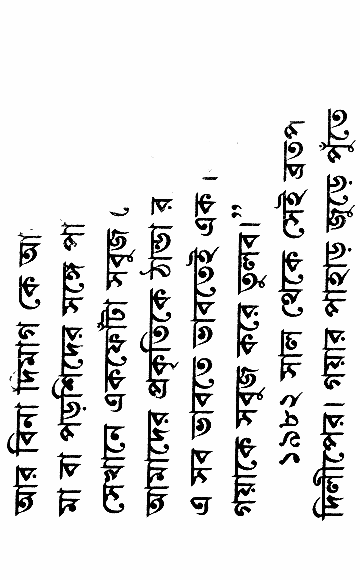 আর বিনা দিমাগ কে আ
মা বা পড়শিদের সঙ্গে পা
সেখানে একফোঁটা সবুজ
আমাদের প্রকৃতিকে ঠান্ডা র
এ সব ভাবতে ভাবতেই এক।
গয়াকে সবুজ করে তুলব।”
১৯৮২ সাল থেকে সেই ব্রতপ
দিলীপের। গয়ার পাহাড় জুড়ে পুঁতে